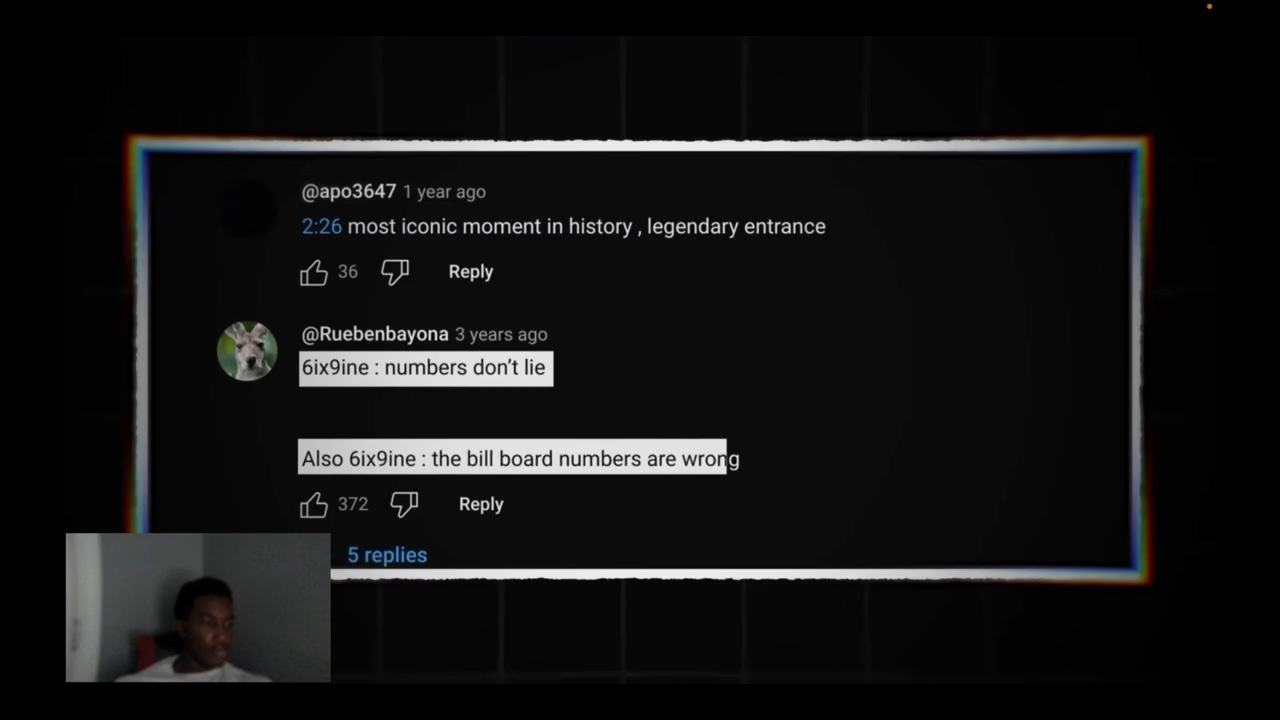 @apo3647 1 year ago
2:26 most iconic moment in history , legendary entrance
36 Reply
@Ruebenbayona 3 years ago
6ix9ine : numbers don’t lie
Also 6ix9ine : the bill board numbers are wrong
372 Reply
5 replies